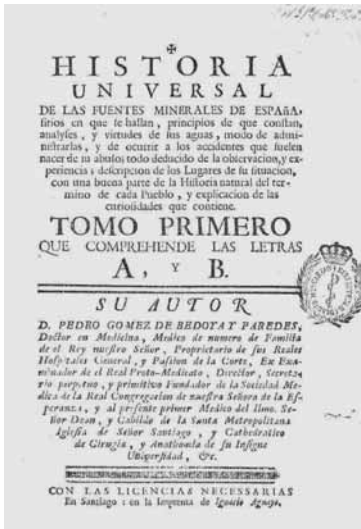 HISTORIA
UNIVERSAL
DE LAS FUENTES MINERALES DE ESPAñA,
sitios en que se hallan, principios de que constan,
analyses, y virtudes de sus aguas, modo de admi-
nistrarlas, y de ocurrir a los accidentes que suelen
nacer de su abuso; todo deducido de la observacion, y ex-
periencia; descripcion de los Lugares de su situacion,
con una buena parte de la Historia natural del ter-
mino de cada Pueblo, y explicacion de las
curiosidades que contiene.
TOMO PRIMERO
QUE COMPREHENDE LAS LETRAS
A, Y B.
SU AUTOR
D. PEDRO GOMEZ DE BEDOYA Y PAREDES,
Doctor en Medicina, Medico de numero de Familia
de el Rey nuestro Señor, Proprietario de sus Reales
Hospitales General, y Passion de la Corte, Ex Exa-
minador de el Real Proto-Medicato, Director, Secreta-
rio perpetuo, y primitivo Fundador de la Sociedad Me-
dica de la Real Congregacion de nuestra Señora de la Es-
peranza, y al presente primer Medico del Ilmo. Se-
ñor Dean, y Cabildo de la Santa Metropolitana
Iglesia de Señor Santiago, y Cathedratico
de Cirugia, y Anathomia de su Insigne
Universidad, &c.
CON LAS LICENCIAS NECESSARIAS
En Santiago: en la Imprenta de Ignacio Aguayo.